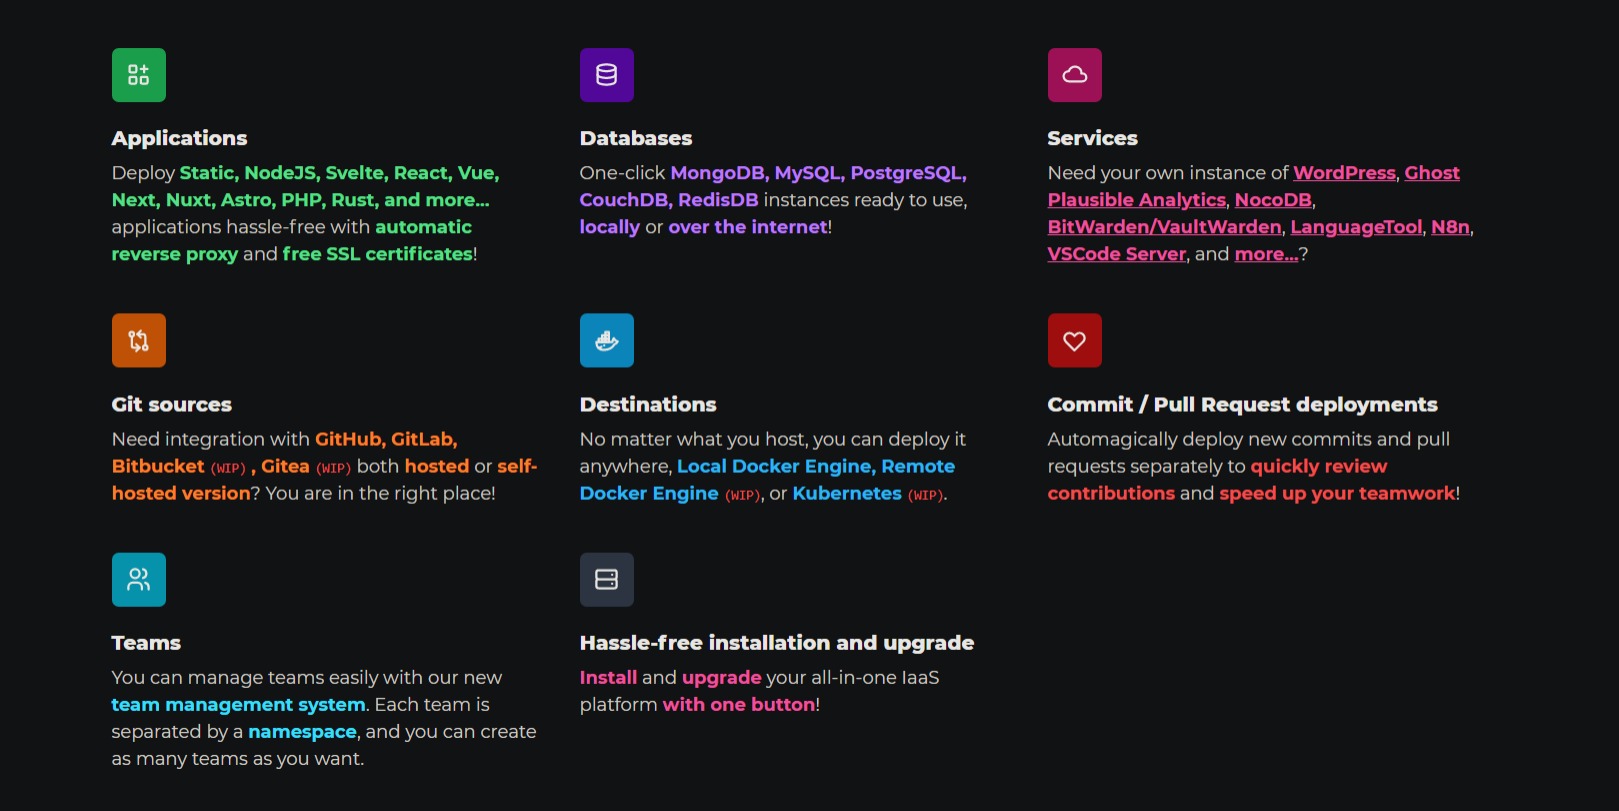 Applications
Deploy Static, NodeJS, Svelte, React, Vue,
Next, Nuxt, Astro, PHP, Rust, and more...
applications hassle-free with automatic
reverse proxy and free SSL certificates!
Databases
One-click MongoDB, MySQL, PostgreSQL,
CouchDB, RedisDB instances ready to use,
locally or over the internet!
Services
Need your own instance of WordPress, Ghost
Plausible Analytics, NocoDB,
BitWarden/VaultWarden, LanguageTool, N8n,
VSCode Server, and more...?
Git sources
Need integration with GitHub, GitLab,
Bitbucket (WIP) , Gitea (WIP) both hosted or self-
hosted version? You are in the right place!
Destinations
No matter what you host, you can deploy it
anywhere, Local Docker Engine, Remote
Docker Engine (WIP), or Kubernetes (WIP).
Commit / Pull Request deployments
Automagically deploy new commits and pull
requests separately to quickly review
contributions and speed up your teamwork!
Teams
You can manage teams easily with our new
team management system. Each team is
separated by a namespace, and you can create
as many teams as you want.
Hassle-free installation and upgrade
Install and upgrade your all-in-one IaaS
platform with one button!